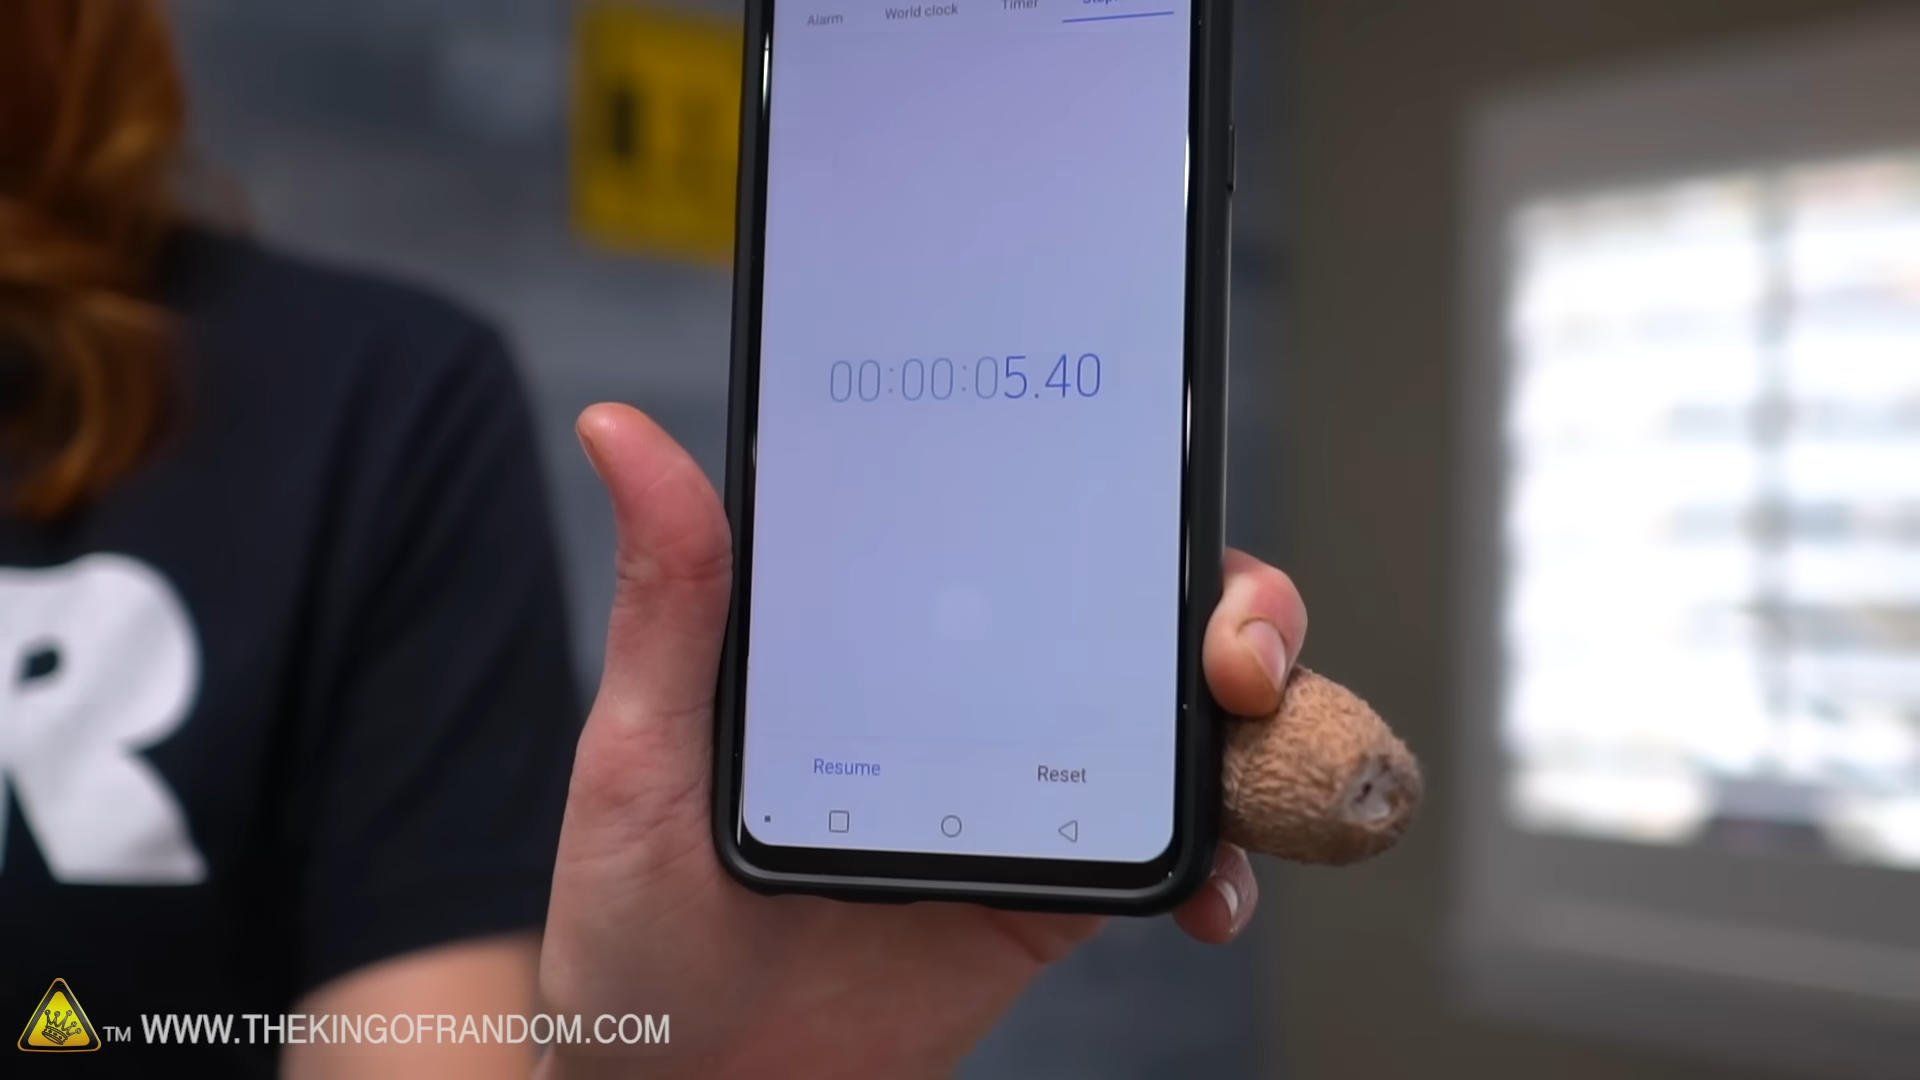 Alarm World clock Timer
00:00:05.40
Resume Reset
R
TM WWW.THEKINGOFRANDOM.COM